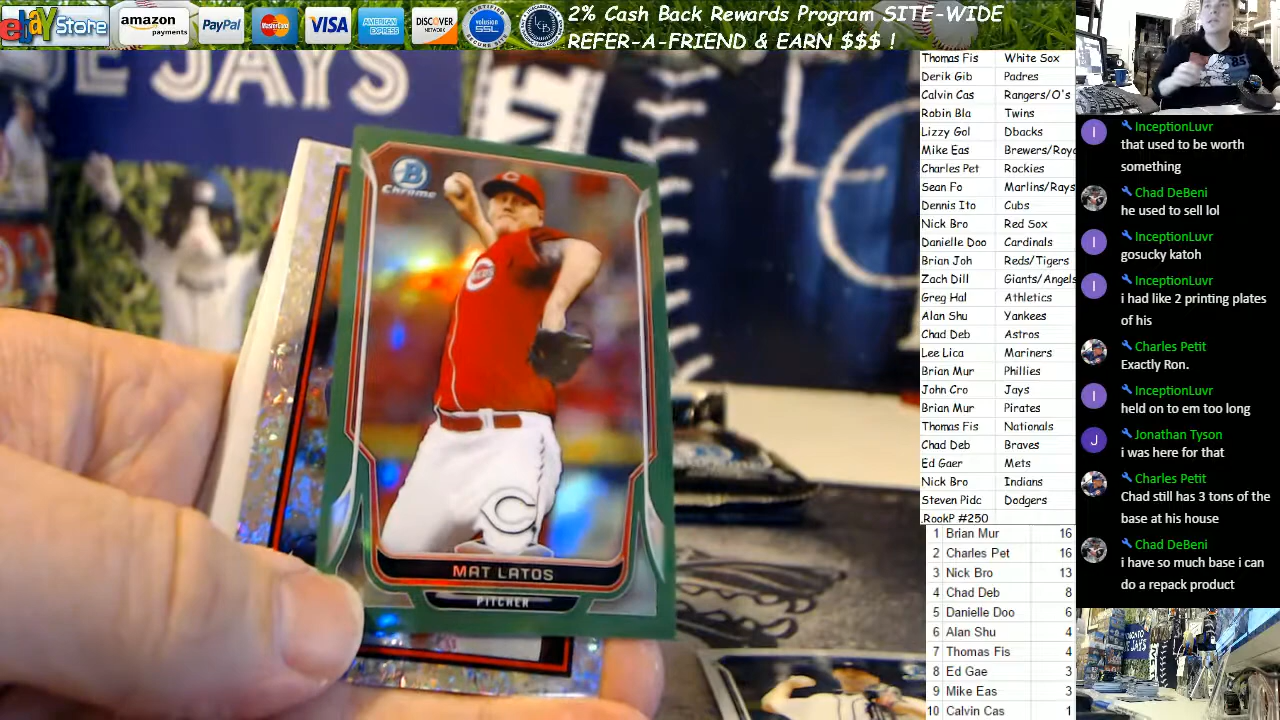 ebay Store
amazon payments
PayPal
MasterCard
VISA
AMERICAN EXPRESS
DISCOVER NETWORK
volusion SSL
2% Cash Back Rewards Program SITE-WIDE
REFER-A-FRIEND & EARN $$$ !
JAYS
B
Chrome
C
MAT LATOS
PITCHER
Thomas Fis White Sox
Derik Gib Padres
Calvin Cas Rangers/O's
Robin Bla Twins
Lizzy Gol Dbacks
Mike Eas Brewers/Roy
Charles Pet Rockies
Sean Fo Marlins/Rays
Dennis Ito Cubs
Nick Bro Red Sox
Danielle Doo Cardinals
Brian Joh Reds/Tigers
Zach Dill Giants/Angels
Greg Hal Athletics
Alan Shu Yankees
Chad Deb Astros
Lee Lica Mariners
Brian Mur Phillies
John Cro Jays
Brian Mur Pirates
Thomas Fis Nationals
Chad Deb Braves
Ed Gaer Mets
Nick Bro Indians
Steven Pidc Dodgers
RookP #250
1 Brian Mur 16
2 Charles Pet 16
3 Nick Bro 13
4 Chad Deb 8
5 Danielle Doo 6
6 Alan Shu 4
7 Thomas Fis 4
8 Ed Gae 3
9 Mike Eas 3
10 Calvin Cas 1
I InceptionLuvr
that used to be worth
something
Chad DeBeni
he used to sell lol
I InceptionLuvr
gosucky katoh
I InceptionLuvr
i had like 2 printing plates
of his
Charles Petit
Exactly Ron.
I InceptionLuvr
held on to em too long
J Jonathan Tyson
i was here for that
Charles Petit
Chad still has 3 tons of the
base at his house
Chad DeBeni
i have so much base i can
do a repack product